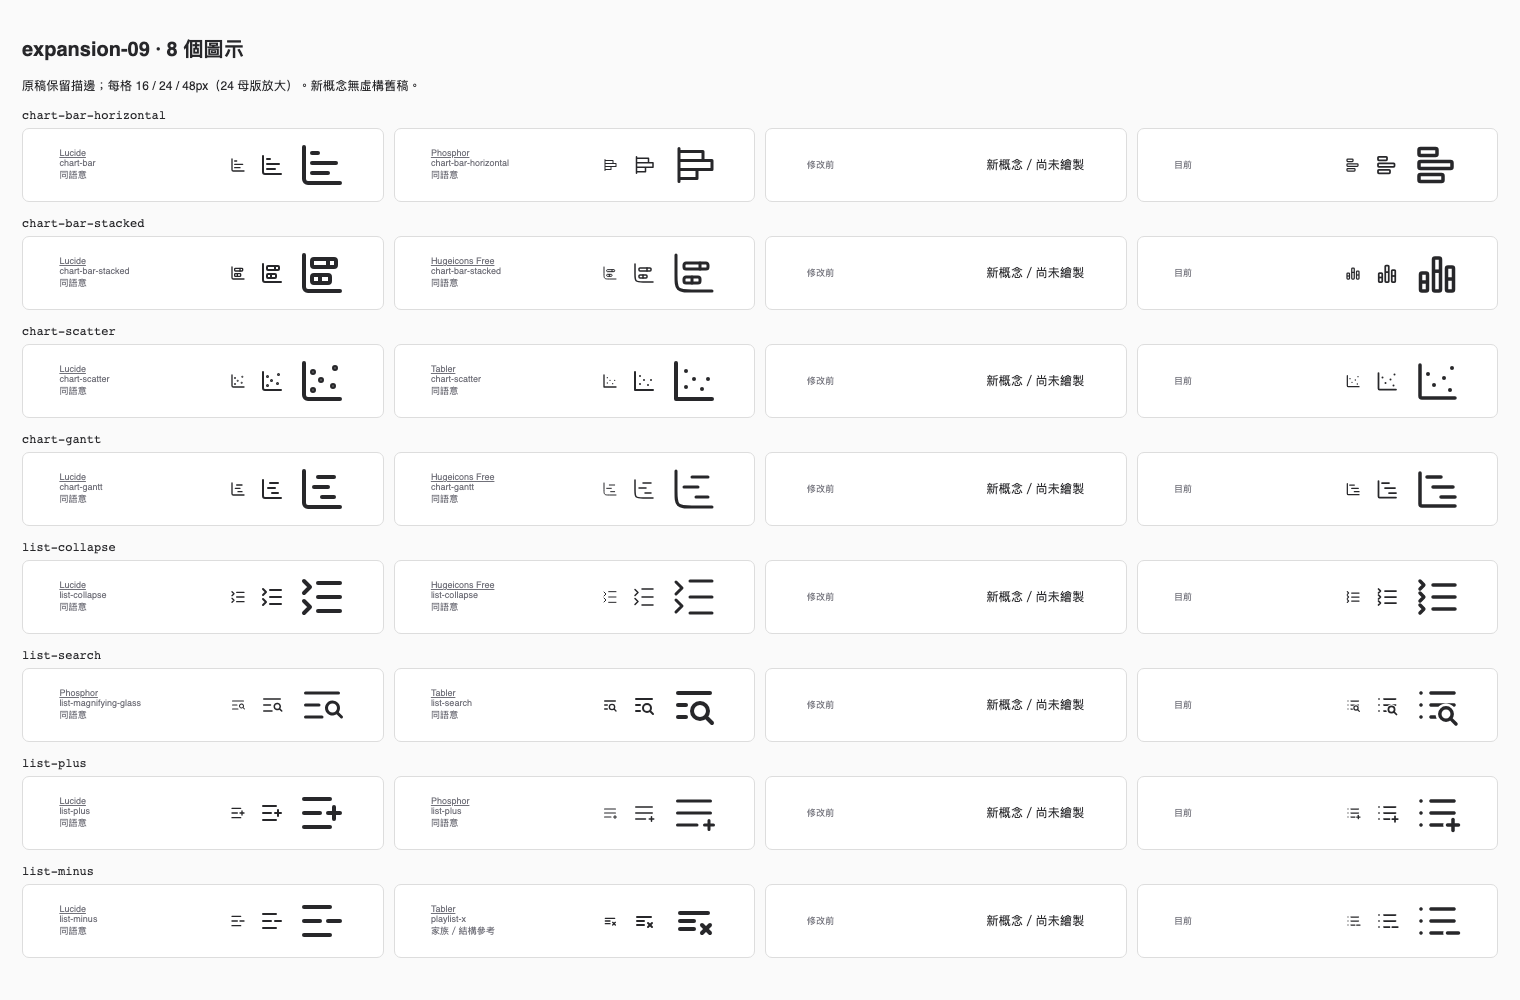 expansion-09 · 8 個圖示
原稿保留描邊；每格 16 / 24 / 48px（24 母版放大）。新概念無虛構舊稿。
chart-bar-horizontal
Lucide
chart-bar
同語意
Phosphor
chart-bar-horizontal
同語意
修改前
新概念 / 尚未繪製
目前
chart-bar-stacked
Lucide
chart-bar-stacked
同語意
Hugeicons Free
chart-bar-stacked
同語意
修改前
新概念 / 尚未繪製
目前
chart-scatter
Lucide
chart-scatter
同語意
Tabler
chart-scatter
同語意
修改前
新概念 / 尚未繪製
目前
chart-gantt
Lucide
chart-gantt
同語意
Hugeicons Free
chart-gantt
同語意
修改前
新概念 / 尚未繪製
目前
list-collapse
Lucide
list-collapse
同語意
Hugeicons Free
list-collapse
同語意
修改前
新概念 / 尚未繪製
目前
list-search
Phosphor
list-magnifying-glass
同語意
Tabler
list-search
同語意
修改前
新概念 / 尚未繪製
目前
list-plus
Lucide
list-plus
同語意
Phosphor
list-plus
同語意
修改前
新概念 / 尚未繪製
目前
list-minus
Lucide
list-minus
同語意
Tabler
playlist-x
家族 / 結構參考
修改前
新概念 / 尚未繪製
目前